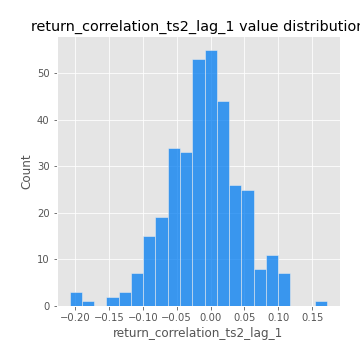 return_correlation_ts2_lag_1 value distribution
50
40
30
20
10
0
Count
−0.20 −0.15 −0.10 −0.05 0.00 0.05 0.10 0.15
return_correlation_ts2_lag_1